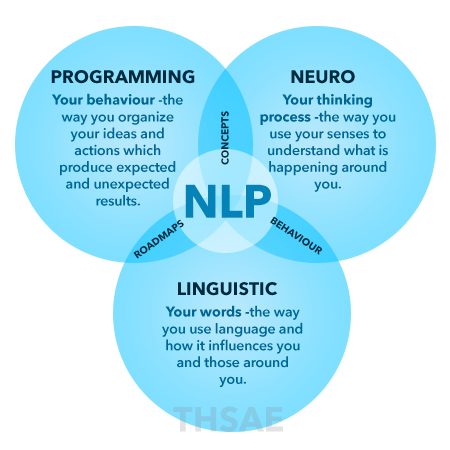 PROGRAMMING
Your behaviour -the
way you organize
your ideas and
actions which
produce expected
and unexpected
results.
NEURO
Your thinking
process -the way you
use your senses to
understand what is
happening around
you.
CONCEPTS
NLP
ROADMAPS
BEHAVIOUR
LINGUISTIC
Your words -the way
you use language and
how it influences you
and those around
you.
THSAE